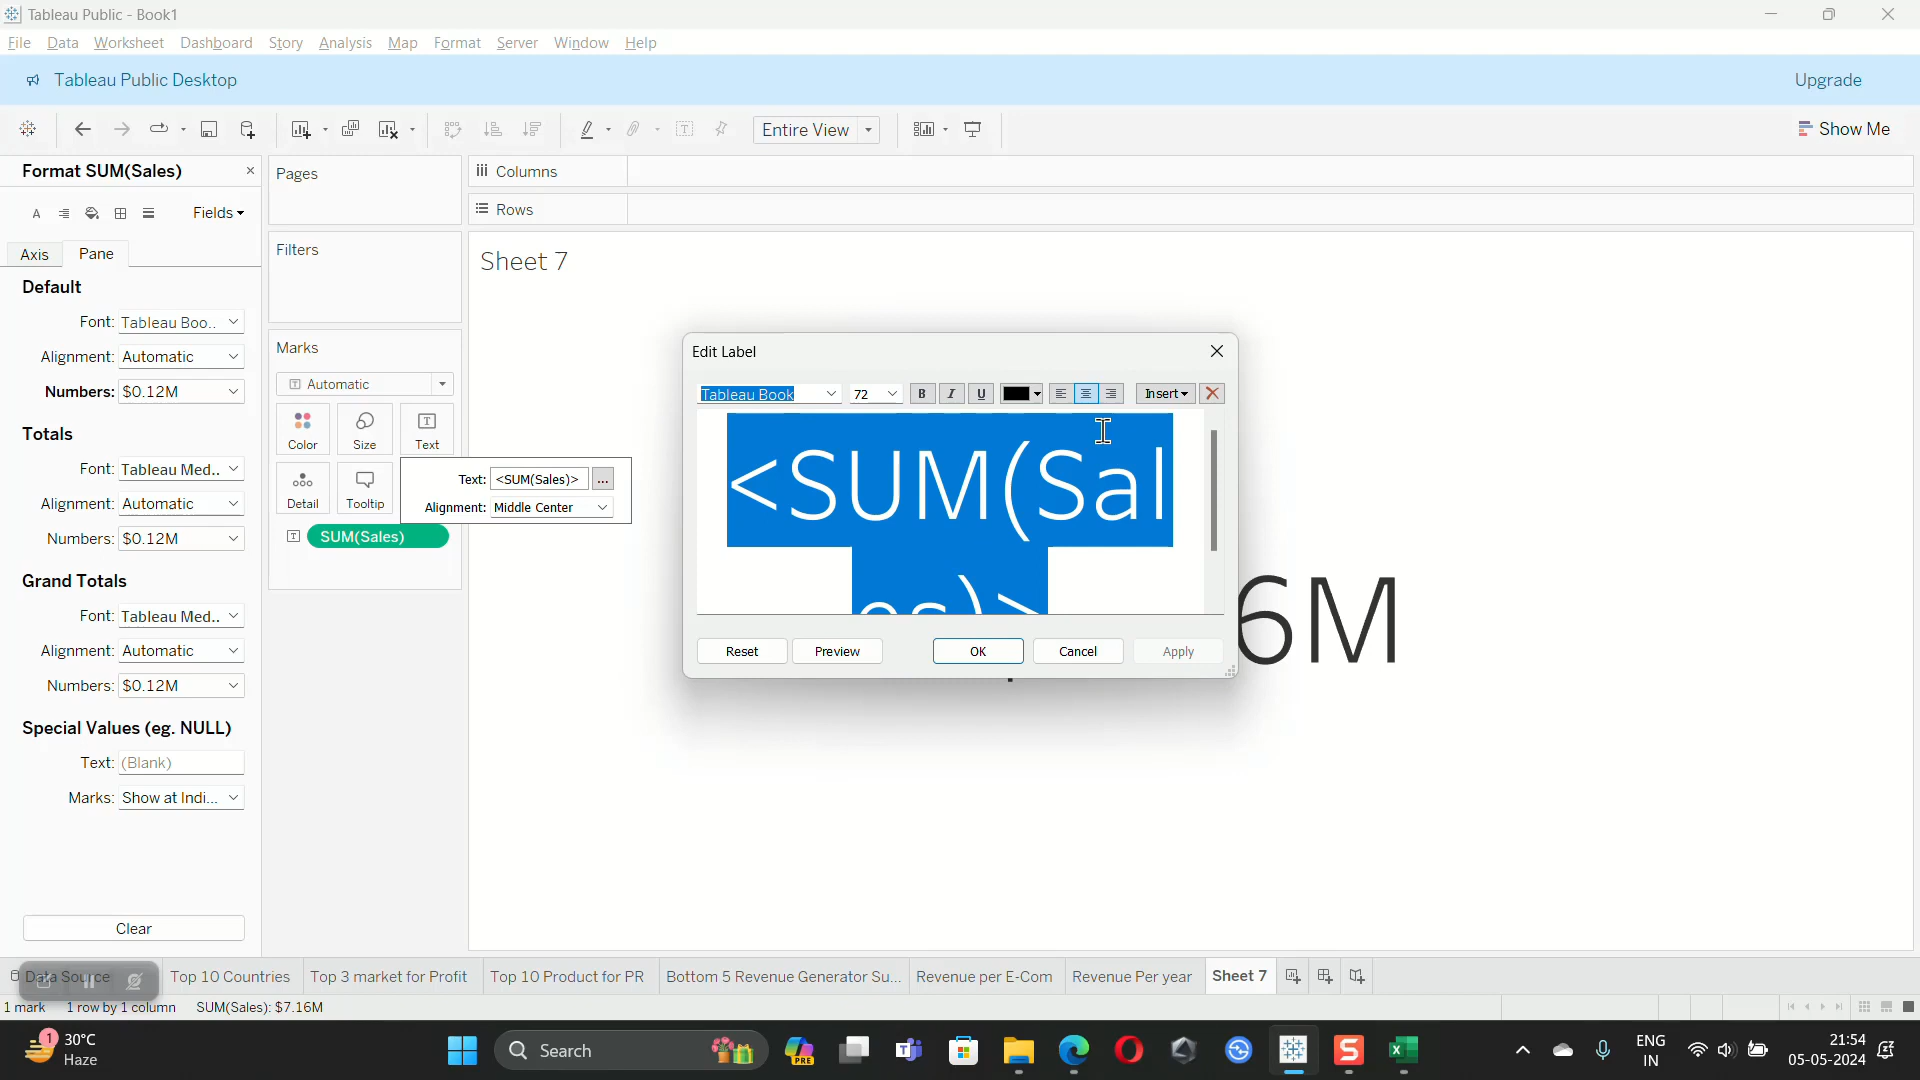 Tableau Public - Book1
File Data Worksheet Dashboard Story Analysis Map Format Server Window Help
Tableau Public Desktop
Upgrade
Entire View
Show Me
Format SUM(Sales)
Fields
Axis
Pane
Default
Font: Tableau Boo..
Alignment: Automatic
Numbers: $0.12M
Totals
Font: Tableau Med..
Alignment: Automatic
Numbers: $0.12M
Grand Totals
Font: Tableau Med..
Alignment: Automatic
Numbers: $0.12M
Special Values (eg. NULL)
Text: (Blank)
Marks: Show at Indi...
Clear
Pages
Filters
Marks
Automatic
Color
Size
Text
Detail
Tooltip
Text: <SUM(Sales)> ...
Alignment: Middle Center
SUM(Sales)
Columns
Rows
Sheet 7
6M
Edit Label
Tableau Book
72
B
I
U
Insert
<SUM(Sal
es)>
Reset
Preview
OK
Cancel
Apply
Data Source
Top 10 Countries
Top 3 market for Profit
Top 10 Product for PR
Bottom 5 Revenue Generator Su...
Revenue per E-Com
Revenue Per year
Sheet 7
1 mark
1 row by 1 column
SUM(Sales): $7.16M
1
30°C
Haze
Search
PRE
ENG
IN
21:54
05-05-2024